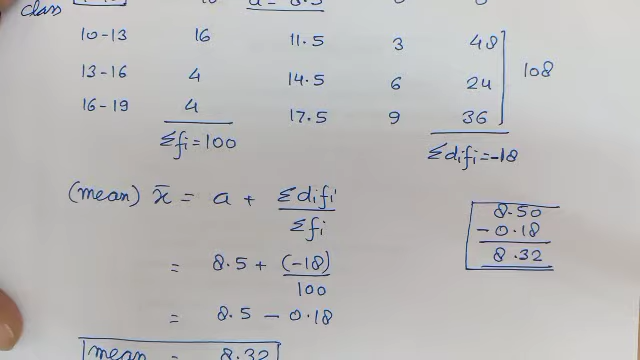 class a = 8.5
10-13 16 11.5 3 48
13-16 4 14.5 6 24 108
16-19 4 17.5 9 36
Σfi = 100 Σdifi = -18
(mean) x̄ = a + Σdifi / Σfi
8.50
- 0.18
8.32
= 8.5 + (-18) / 100
= 8.5 - 0.18
mean = 8.32